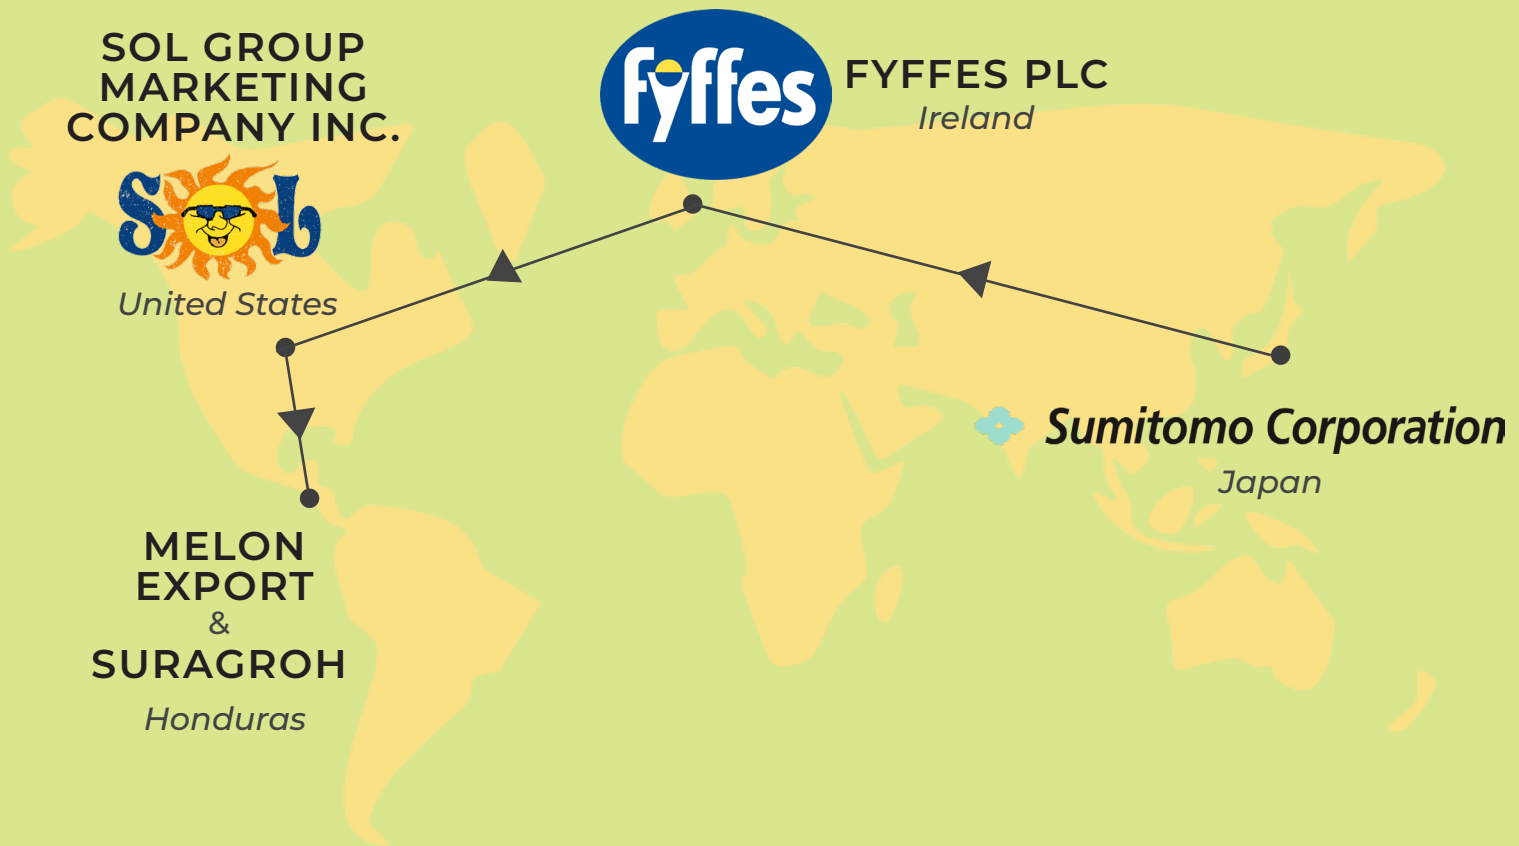 SOL GROUP
MARKETING
COMPANY INC.
SOL
United States
fyffes
FYFFES PLC
Ireland
Sumitomo Corporation
Japan
MELON
EXPORT
&
SURAGROH
Honduras